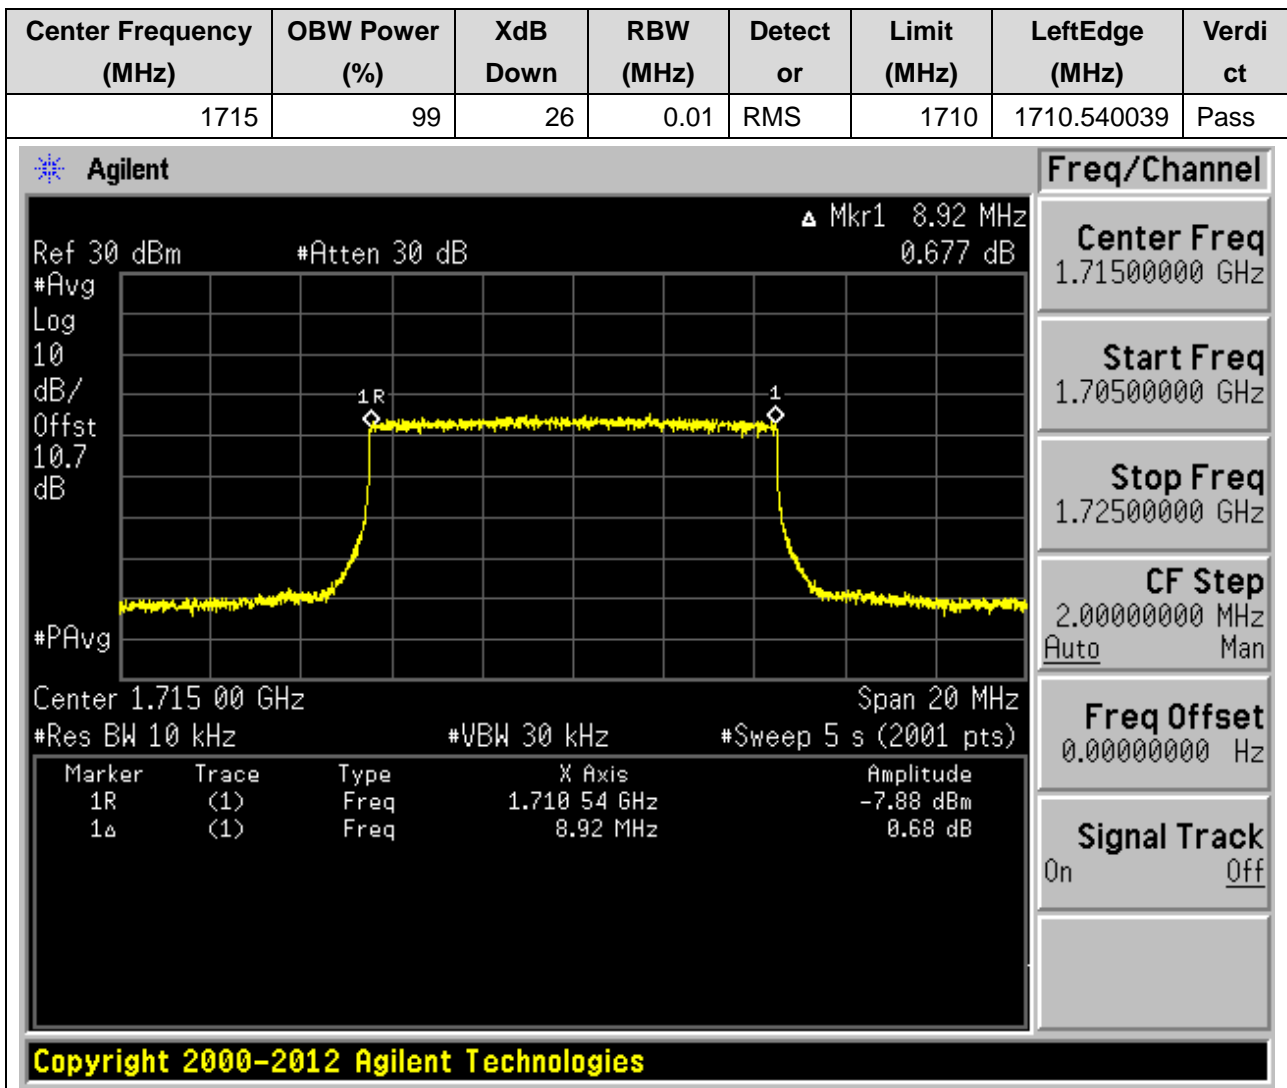 Center Frequency (MHz) OBW Power (%) XdB Down RBW (MHz) Detect or Limit (MHz) LeftEdge (MHz) Verdi ct
1715 99 26 0.01 RMS 1710 1710.540039 Pass
Agilent
Freq/Channel
Δ Mkr1 8.92 MHz
Ref 30 dBm #Atten 30 dB 0.677 dB
#Avg
Log
10
dB/
Offst
10.7
dB
#PAvg
1R
1
Center 1.715 00 GHz Span 20 MHz
#Res BW 10 kHz #VBW 30 kHz #Sweep 5 s (2001 pts)
Marker Trace Type X Axis Amplitude
1R (1) Freq 1.710 54 GHz -7.88 dBm
1Δ (1) Freq 8.92 MHz 0.68 dB
Center Freq
1.71500000 GHz
Start Freq
1.70500000 GHz
Stop Freq
1.72500000 GHz
CF Step
2.00000000 MHz
Auto Man
Freq Offset
0.00000000 Hz
Signal Track
On Off
Copyright 2000-2012 Agilent Technologies